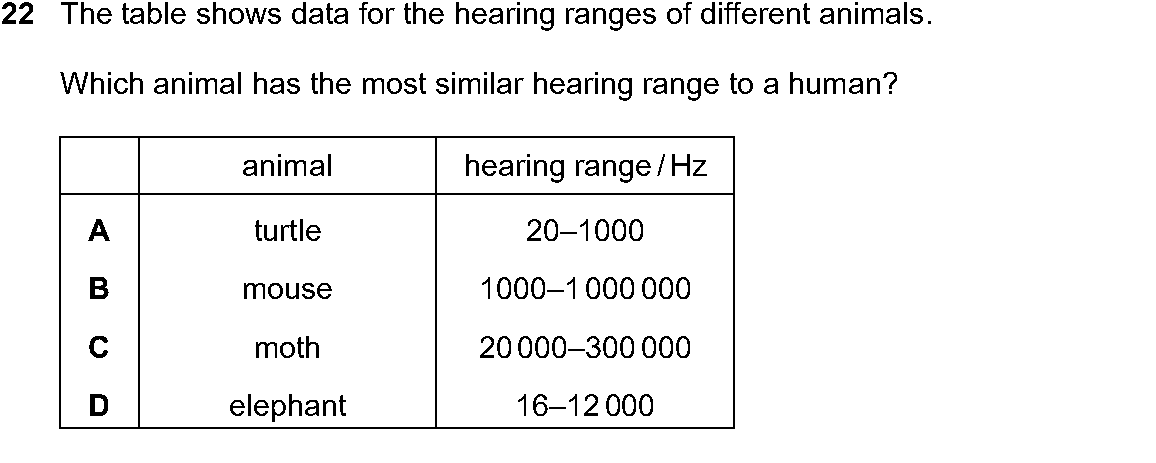 22 The table shows data for the hearing ranges of different animals.
Which animal has the most similar hearing range to a human?
animal hearing range / Hz
A turtle 20–1000
B mouse 1000–1 000 000
C moth 20 000–300 000
D elephant 16–12 000